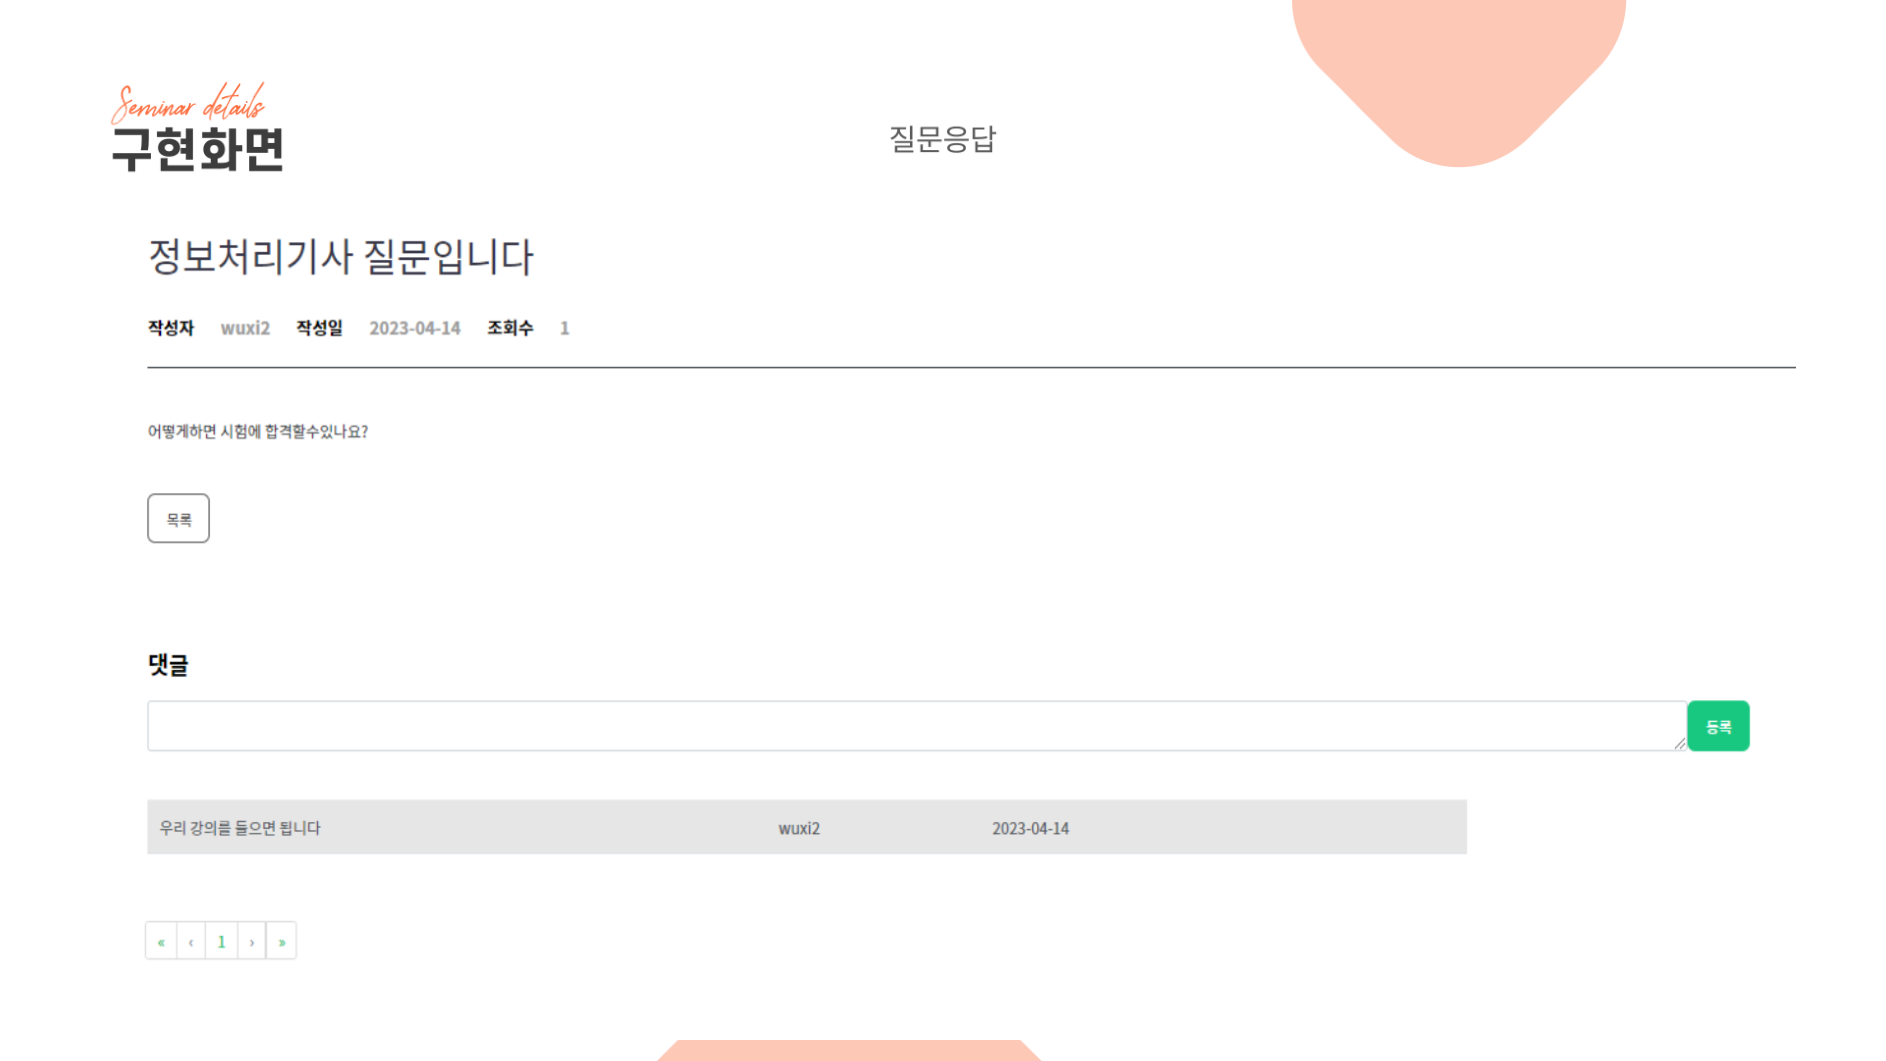 Seminar details
구현화면
질문응답
정보처리기사 질문입니다
작성자 wuxi2 작성일 2023-04-14 조회수 1
어떻게하면 시험에 합격할수있나요?
목록
댓글
등록
우리 강의를 들으면 됩니다 wuxi2 2023-04-14
« ‹ 1 › »